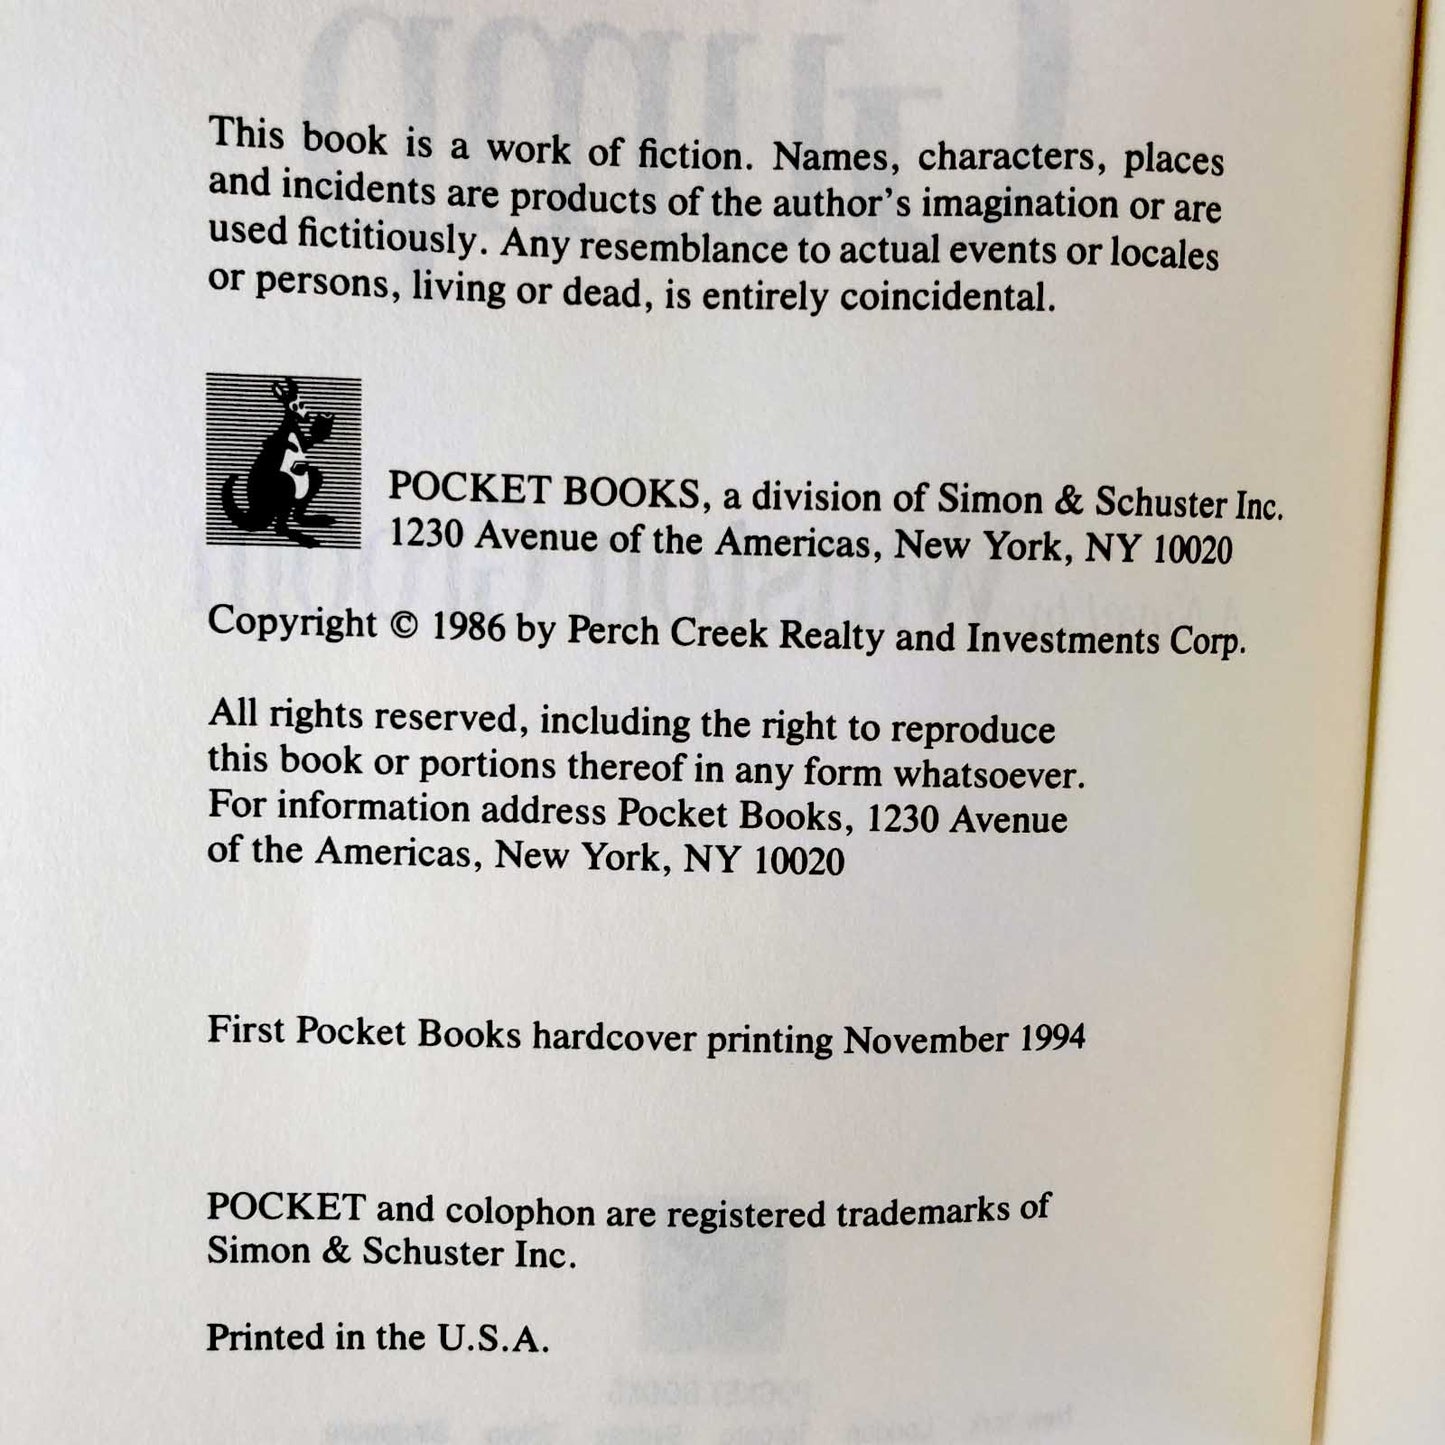 This book is a work of fiction. Names, characters, places
and incidents are products of the author's imagination or are
used fictitiously. Any resemblance to actual events or locales
or persons, living or dead, is entirely coincidental.
POCKET BOOKS, a division of Simon & Schuster Inc.
1230 Avenue of the Americas, New York, NY 10020
Copyright © 1986 by Perch Creek Realty and Investments Corp.
All rights reserved, including the right to reproduce
this book or portions thereof in any form whatsoever.
For information address Pocket Books, 1230 Avenue
of the Americas, New York, NY 10020
First Pocket Books hardcover printing November 1994
POCKET and colophon are registered trademarks of
Simon & Schuster Inc.
Printed in the U.S.A.